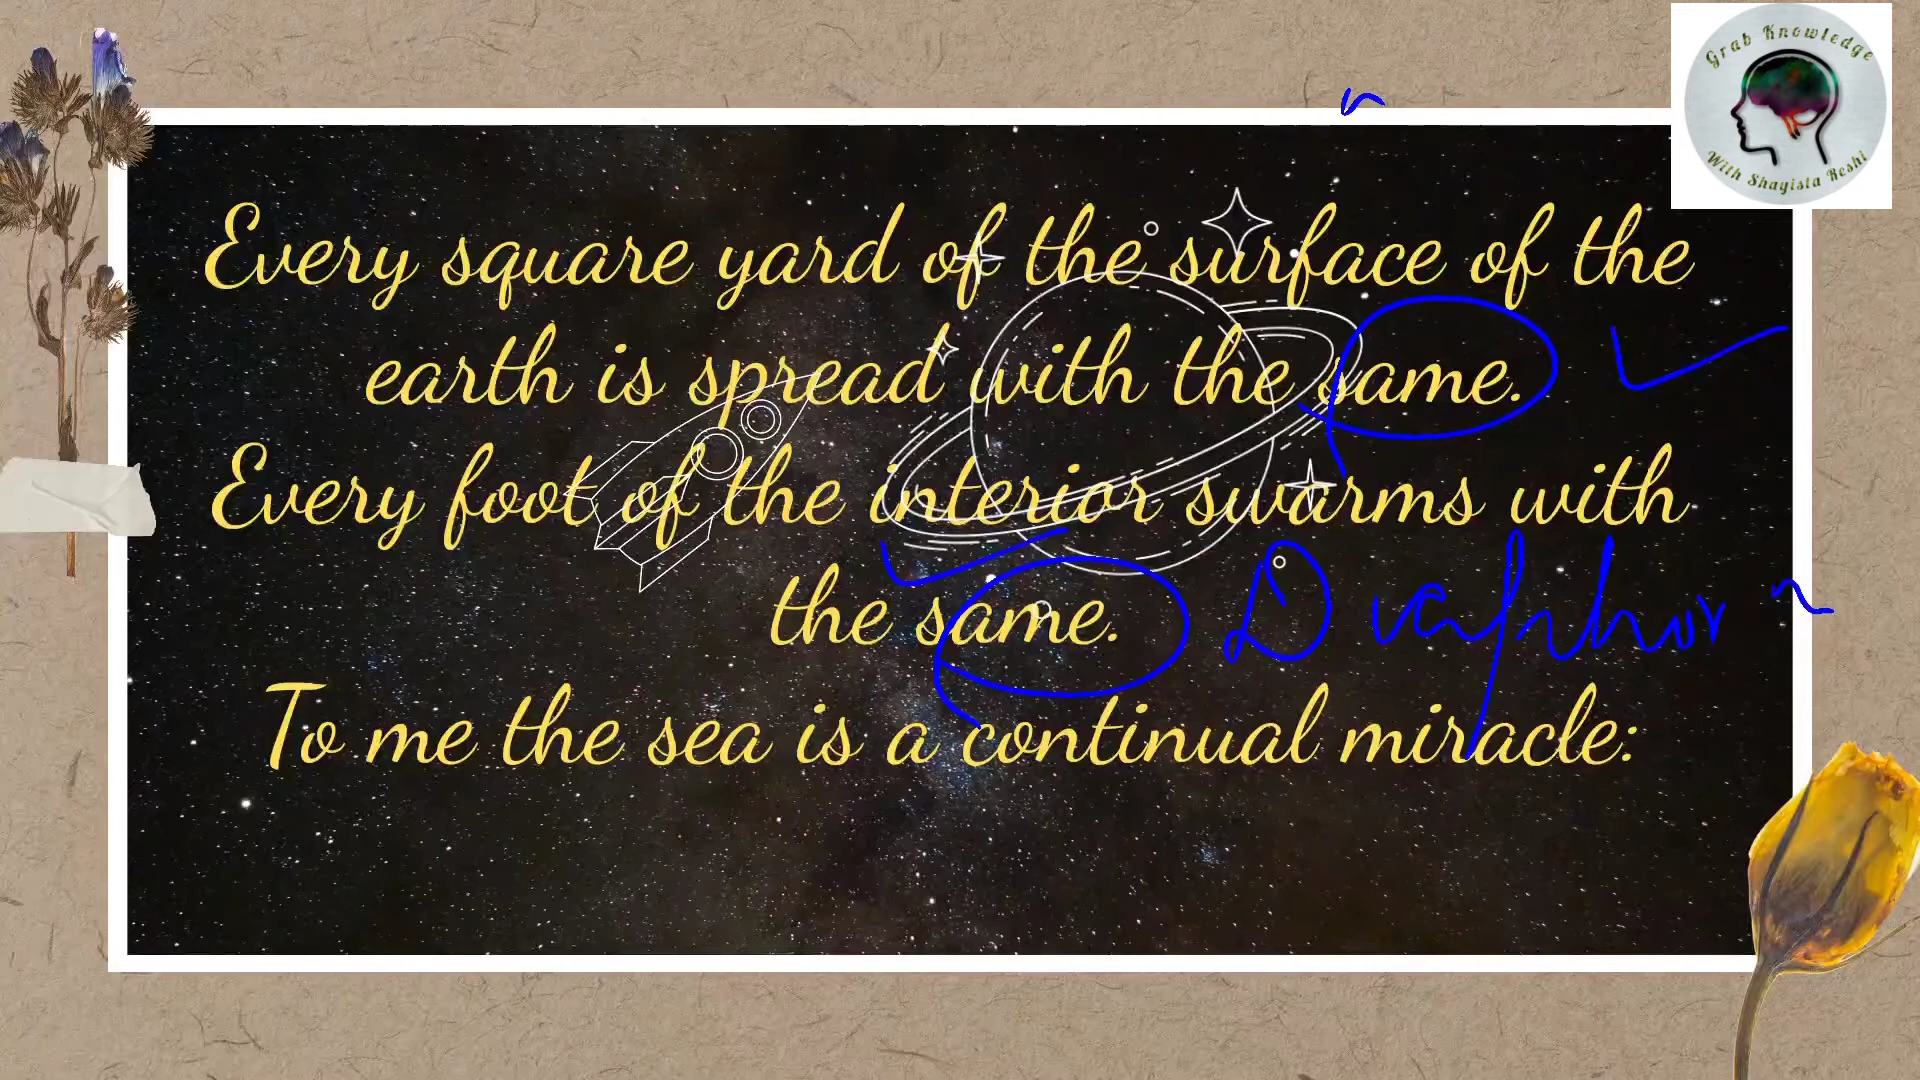 Grab Knowledge
With Shayista Reshi
Every square yard of the surface of the
earth is spread with the same.
Every foot of the interior swarms with
the same.
To me the sea is a continual miracle: